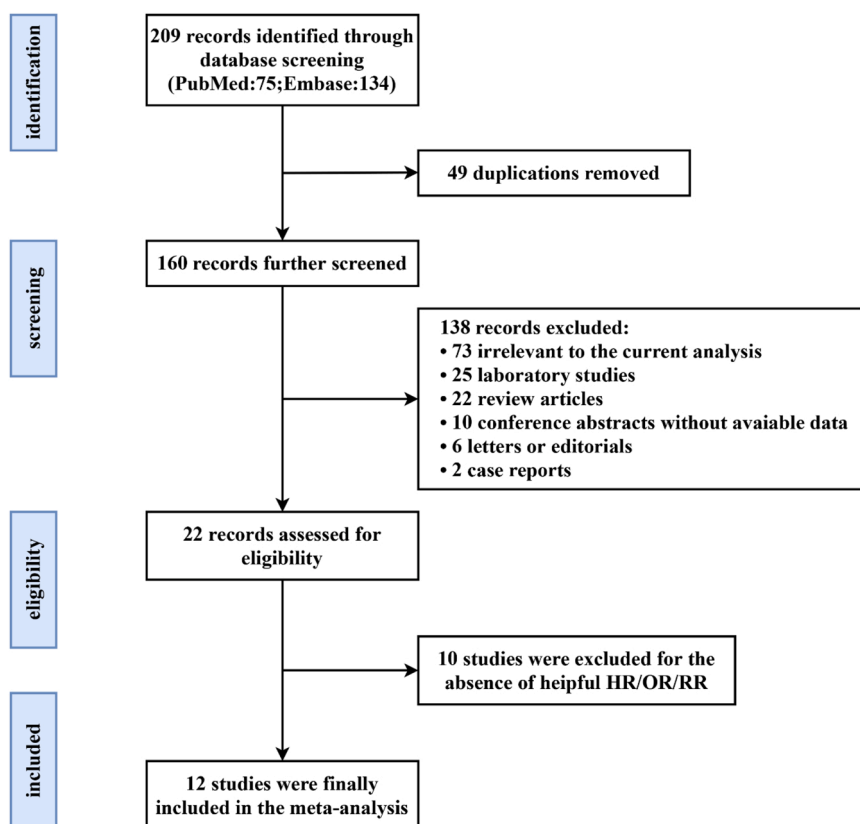 identification
209 records identified through
database screening
(PubMed:75;Embase:134)
49 duplications removed
screening
160 records further screened
138 records excluded:
• 73 irrelevant to the current analysis
• 25 laboratory studies
• 22 review articles
• 10 conference abstracts without avaiable data
• 6 letters or editorials
• 2 case reports
eligibility
22 records assessed for
eligibility
10 studies were excluded for the
absence of heipful HR/OR/RR
included
12 studies were finally
included in the meta-analysis